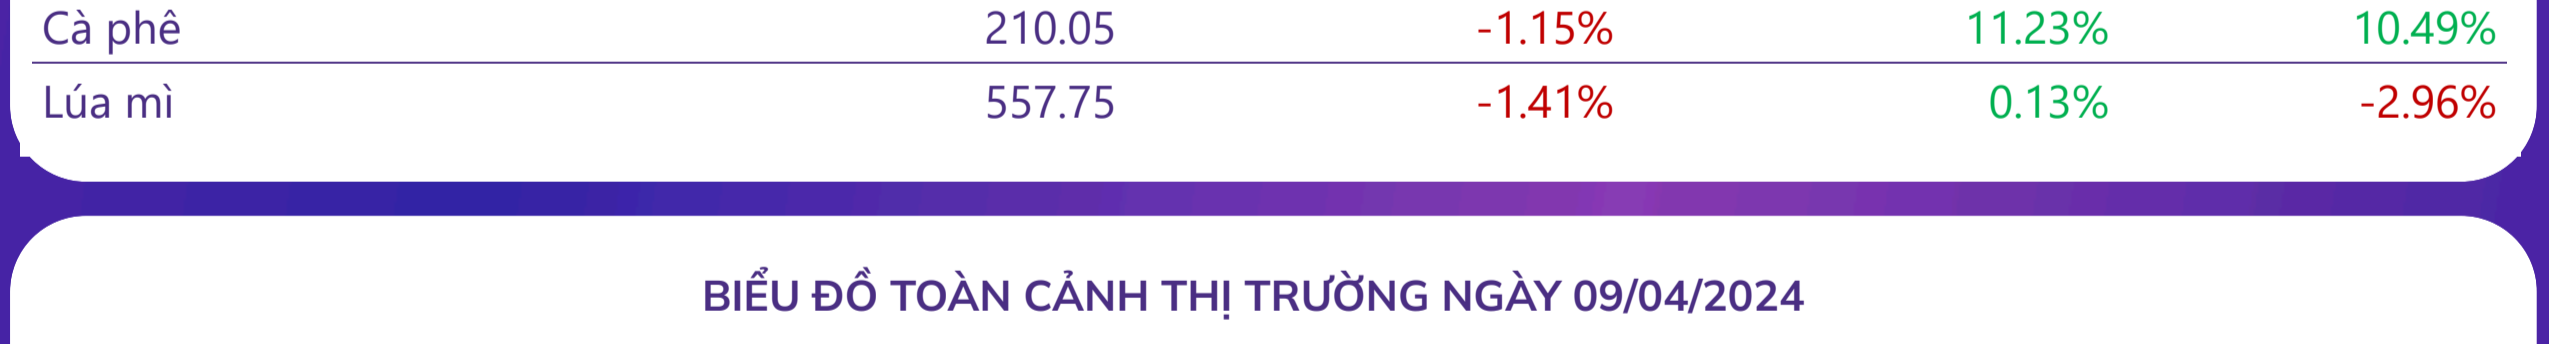 Cà phê 210.05 -1.15% 11.23% 10.49%
Lúa mì 557.75 -1.41% 0.13% -2.96%
BIỂU ĐỒ TOÀN CẢNH THỊ TRƯỜNG NGÀY 09/04/2024